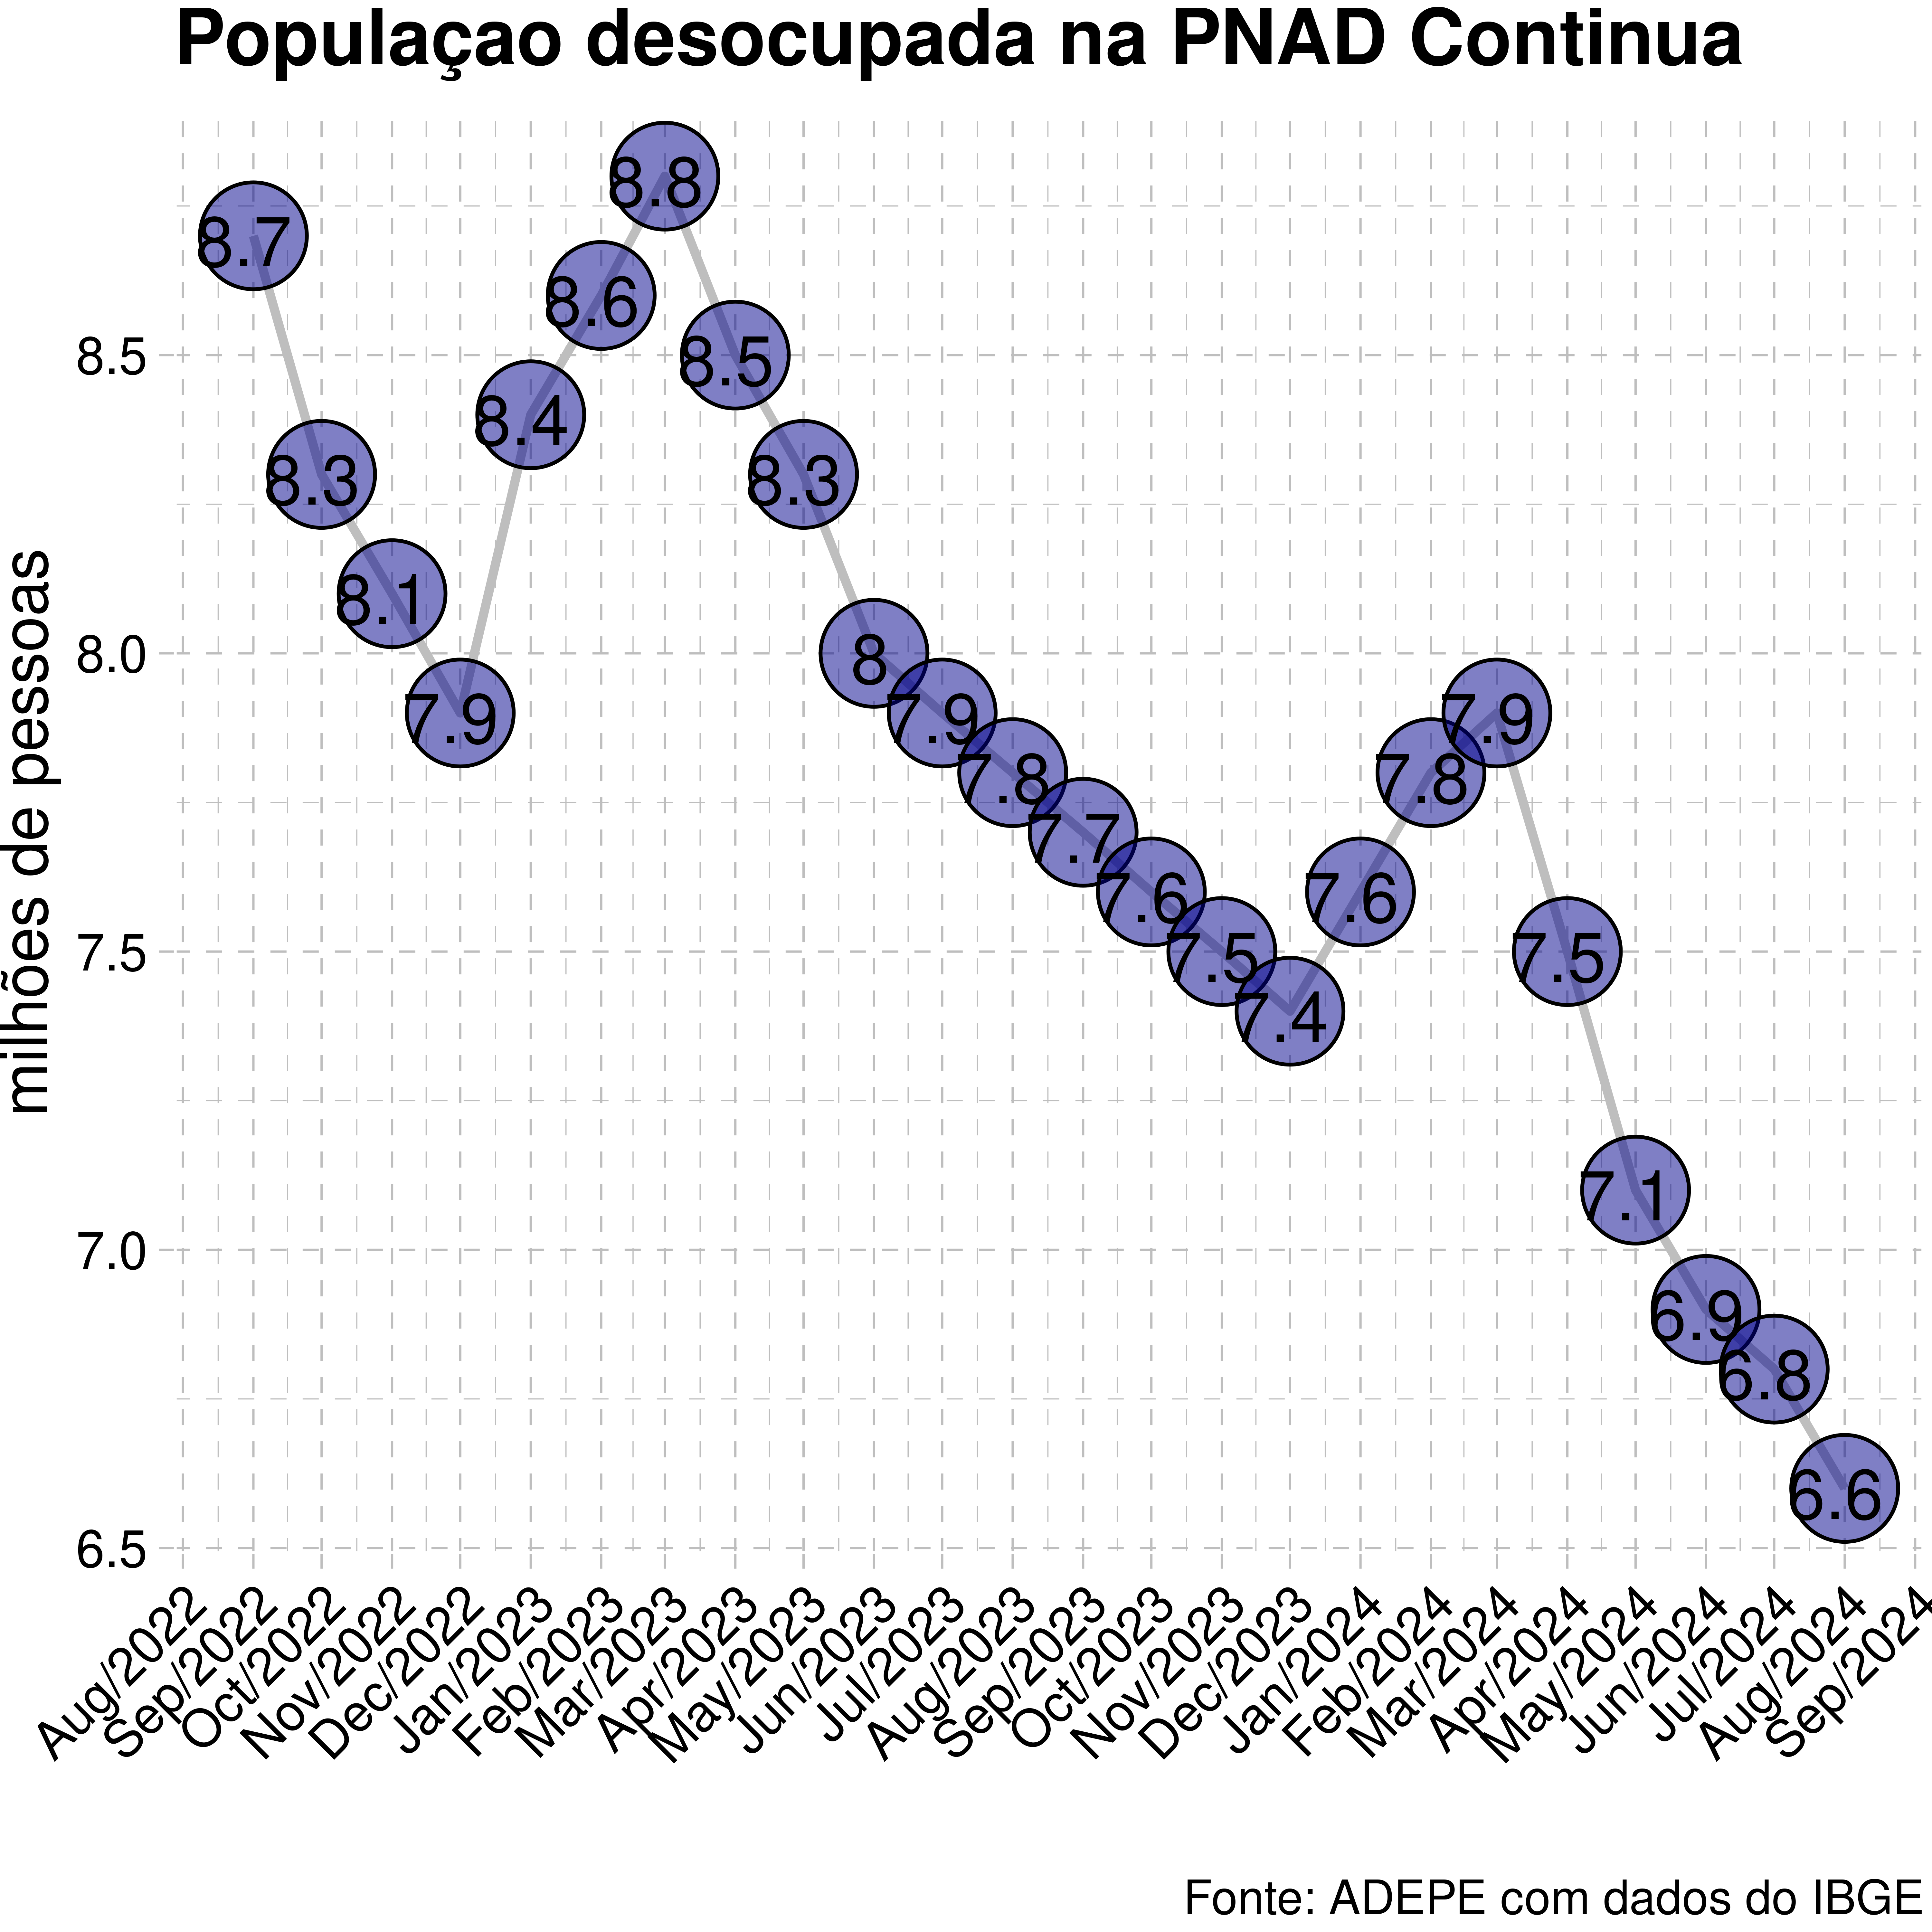 Populaçao desocupada na PNAD Continua
milhões de pessoas
8.5
8.0
7.5
7.0
6.5
8.7
8.3
8.1
7.9
8.4
8.6
8.8
8.5
8.3
8
7.9
7.8
7.7
7.6
7.5
7.4
7.6
7.8
7.9
7.5
7.1
6.9
6.8
6.6
Aug/2022
Sep/2022
Oct/2022
Nov/2022
Dec/2022
Jan/2023
Feb/2023
Mar/2023
Apr/2023
May/2023
Jun/2023
Jul/2023
Aug/2023
Sep/2023
Oct/2023
Nov/2023
Dec/2023
Jan/2024
Feb/2024
Mar/2024
Apr/2024
May/2024
Jun/2024
Jul/2024
Aug/2024
Sep/2024
Fonte: ADEPE com dados do IBGE